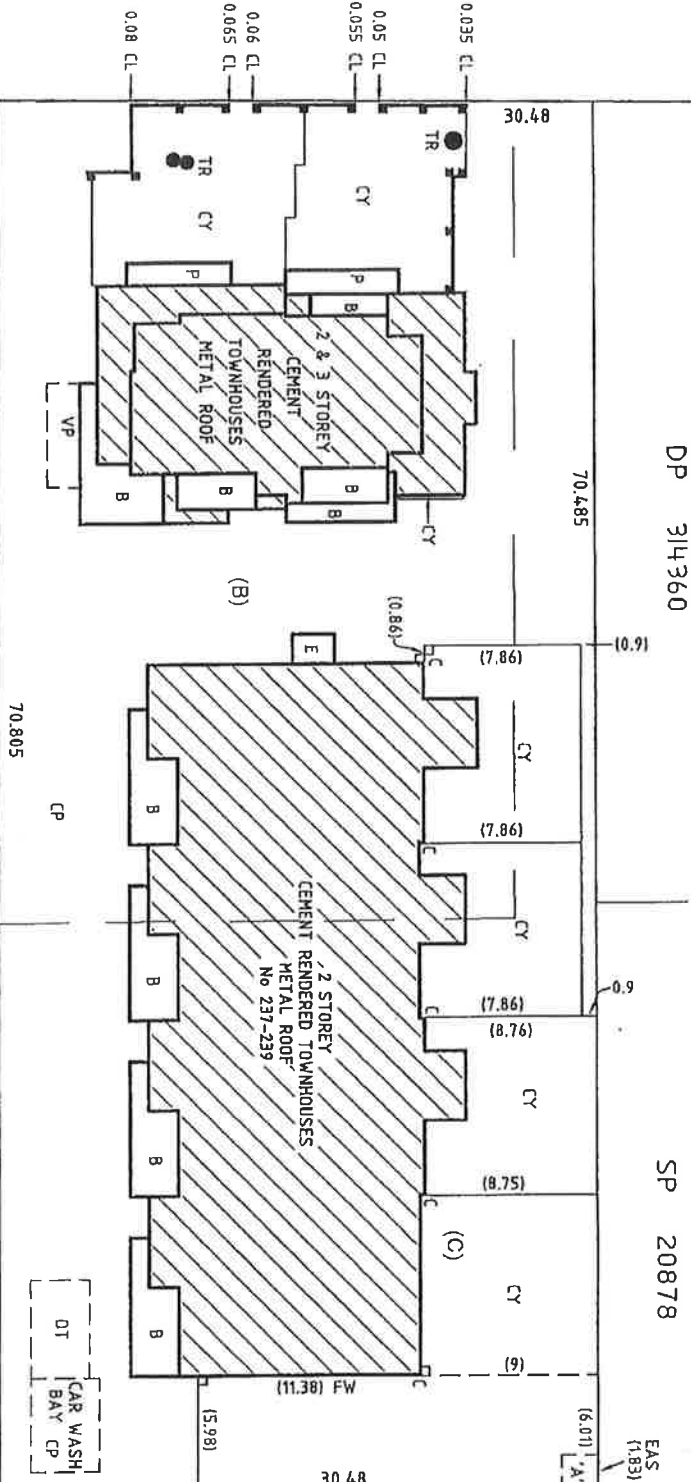 0.08 CL
0.065 CL
0.06 CL
0.055 CL
0.05 CL
0.035 CL
DP 314360
SP 20878
30.48
70.485
TR
CY
TR
CY
P
P
B
2 & 3 STOREY
CEMENT
RENDERED
TOWNHOUSES
METAL ROOF
VP
B
B
B
B
CY
(B)
(0.86)
(0.9)
E
C
(7.86)
CY
(7.86)
C
CY
(7.86)
0.9
C
(8.76)
CY
(8.75)
C
(C)
CY
(9)
C
2 STOREY
CEMENT RENDERED TOWNHOUSES
METAL ROOF
No 237-239
B
B
B
B
70.805
CP
DT
CAR WASH
BAY CP
(11.38) FW
(5.98)
30.48
(6.01)
EAS
(1.83)
'A'